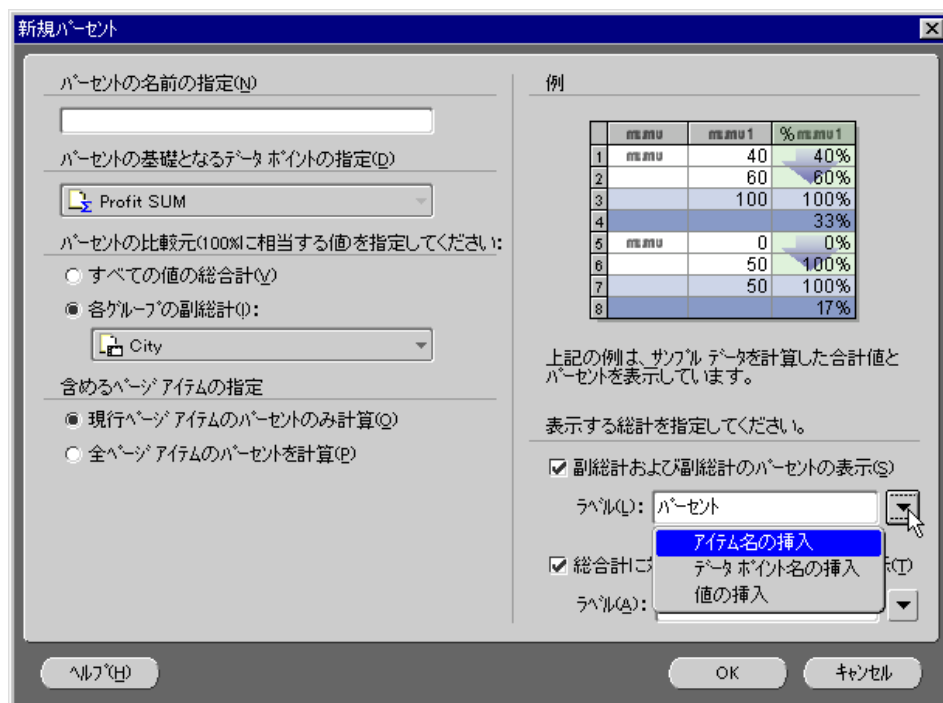 新規パーセント
パーセントの名前の指定(N)
パーセントの基礎となるデータ ポイントの指定(D)
Profit SUM
パーセントの比較元(100%に相当する値)を指定してください:
すべての値の総合計(V)
各グループの副総計(I):
City
含めるページ アイテムの指定
現行ページ アイテムのパーセントのみ計算(O)
全ページ アイテムのパーセントを計算(P)
例
1 40 40%
2 60 60%
3 100 100%
4 33%
5 0 0%
6 50 100%
7 50 100%
8 17%
上記の例は、サンプル データを計算した合計値と
パーセントを表示しています。
表示する総計を指定してください。
副総計および副総計のパーセントの表示(S)
ラベル(L): パーセント
アイテム名の挿入
データ ポイント名の挿入
値の挿入
総合計に (T)
ラベル(A):
ヘルプ(H)
OK
キャンセル